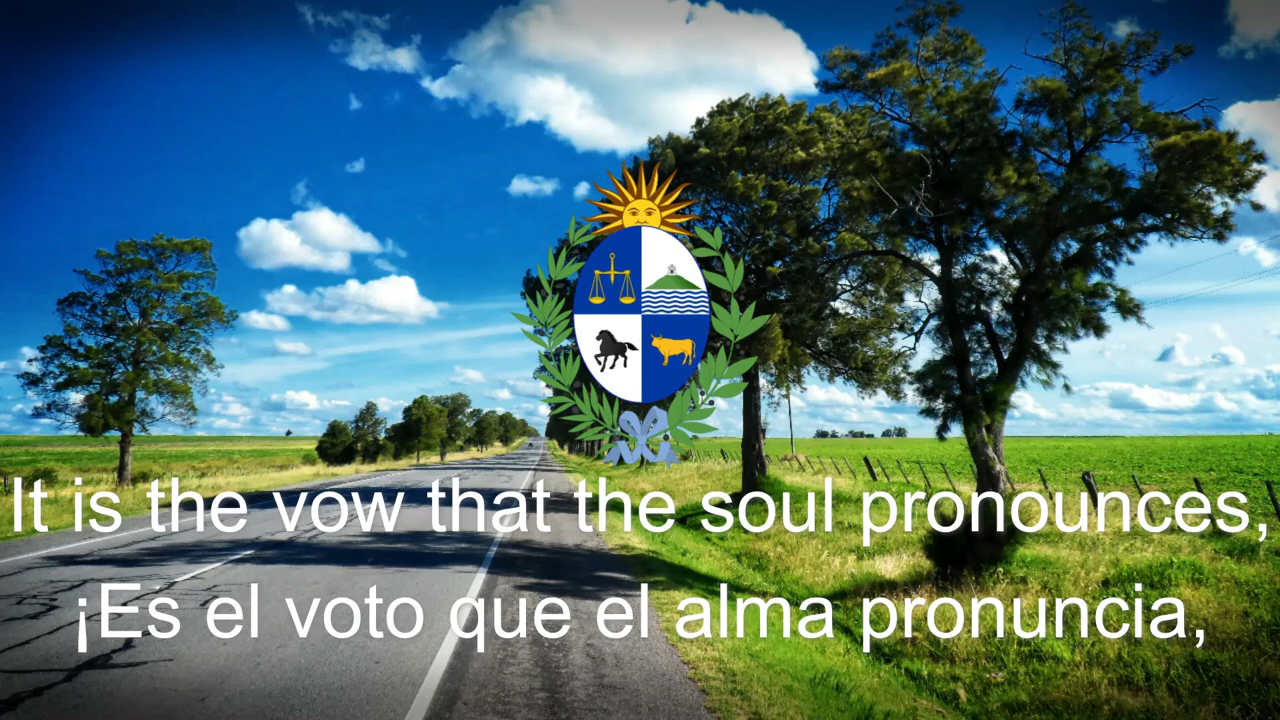 It is the vow that the soul pronounces,
¡Es el voto que el alma pronuncia,